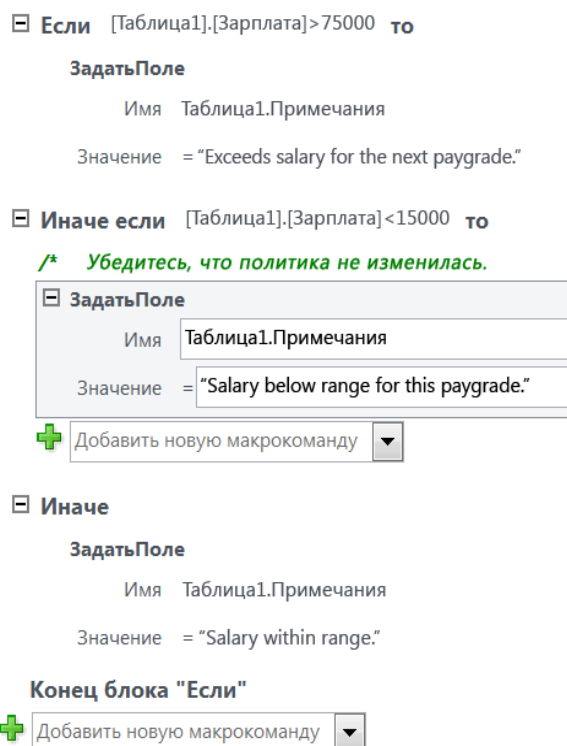 Если [Таблица1].[Зарплата]>75000 то
ЗадатьПоле
Имя Таблица1.Примечания
Значение = “Exceeds salary for the next paygrade.”
Иначе если [Таблица1].[Зарплата]<15000 то
/* Убедитесь, что политика не изменилась.
ЗадатьПоле
Имя Таблица1.Примечания
Значение = “Salary below range for this paygrade.”
Добавить новую макрокоманду
Иначе
ЗадатьПоле
Имя Таблица1.Примечания
Значение = “Salary within range.”
Конец блока "Если"
Добавить новую макрокоманду